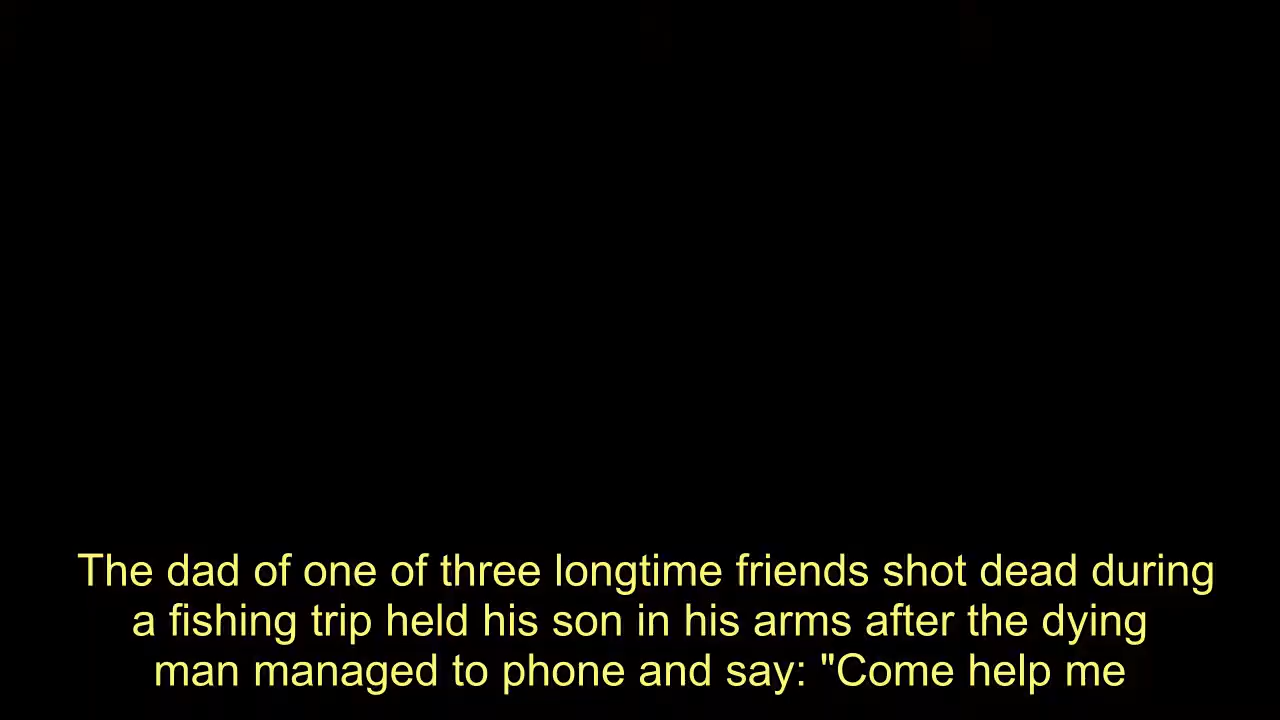 The dad of one of three longtime friends shot dead during
a fishing trip held his son in his arms after the dying
man managed to phone and say: "Come help me